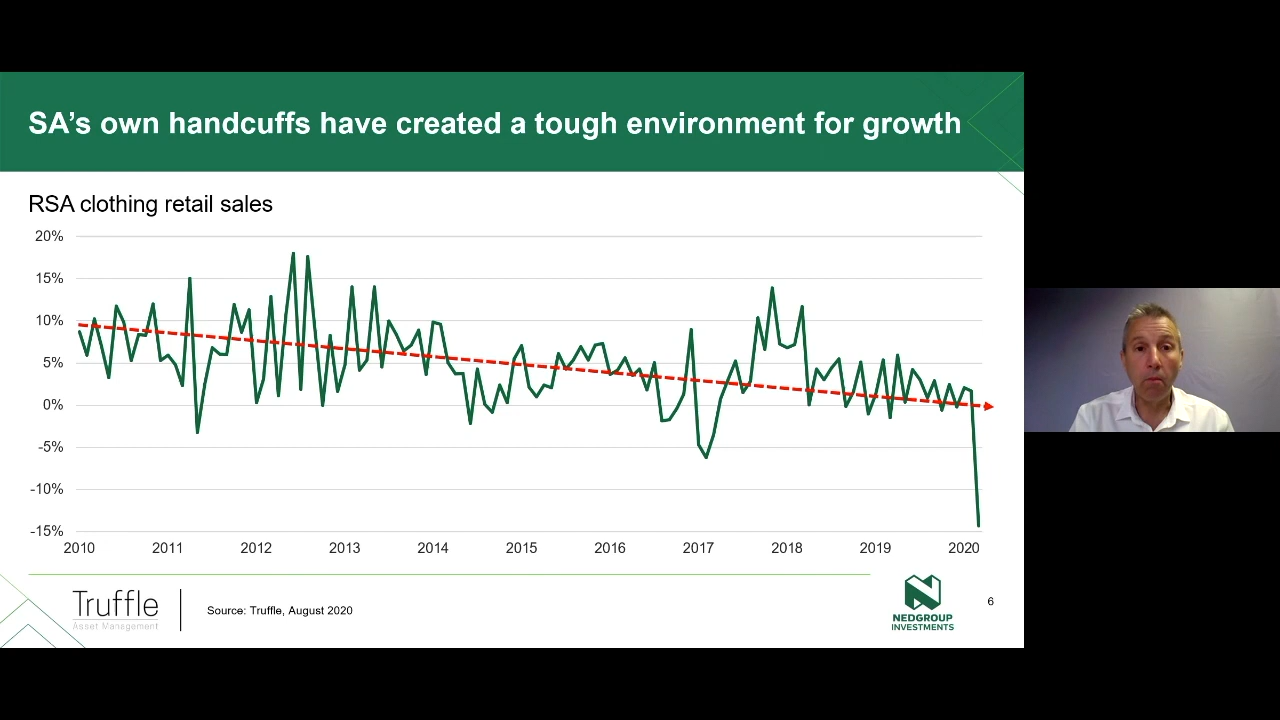 SA's own handcuffs have created a tough environment for growth
RSA clothing retail sales
20%
15%
10%
5%
0%
-5%
-10%
-15%
2010 2011 2012 2013 2014 2015 2016 2017 2018 2019 2020
Truffle
Asset Management
Source: Truffle, August 2020
NEDGROUP
INVESTMENTS
6